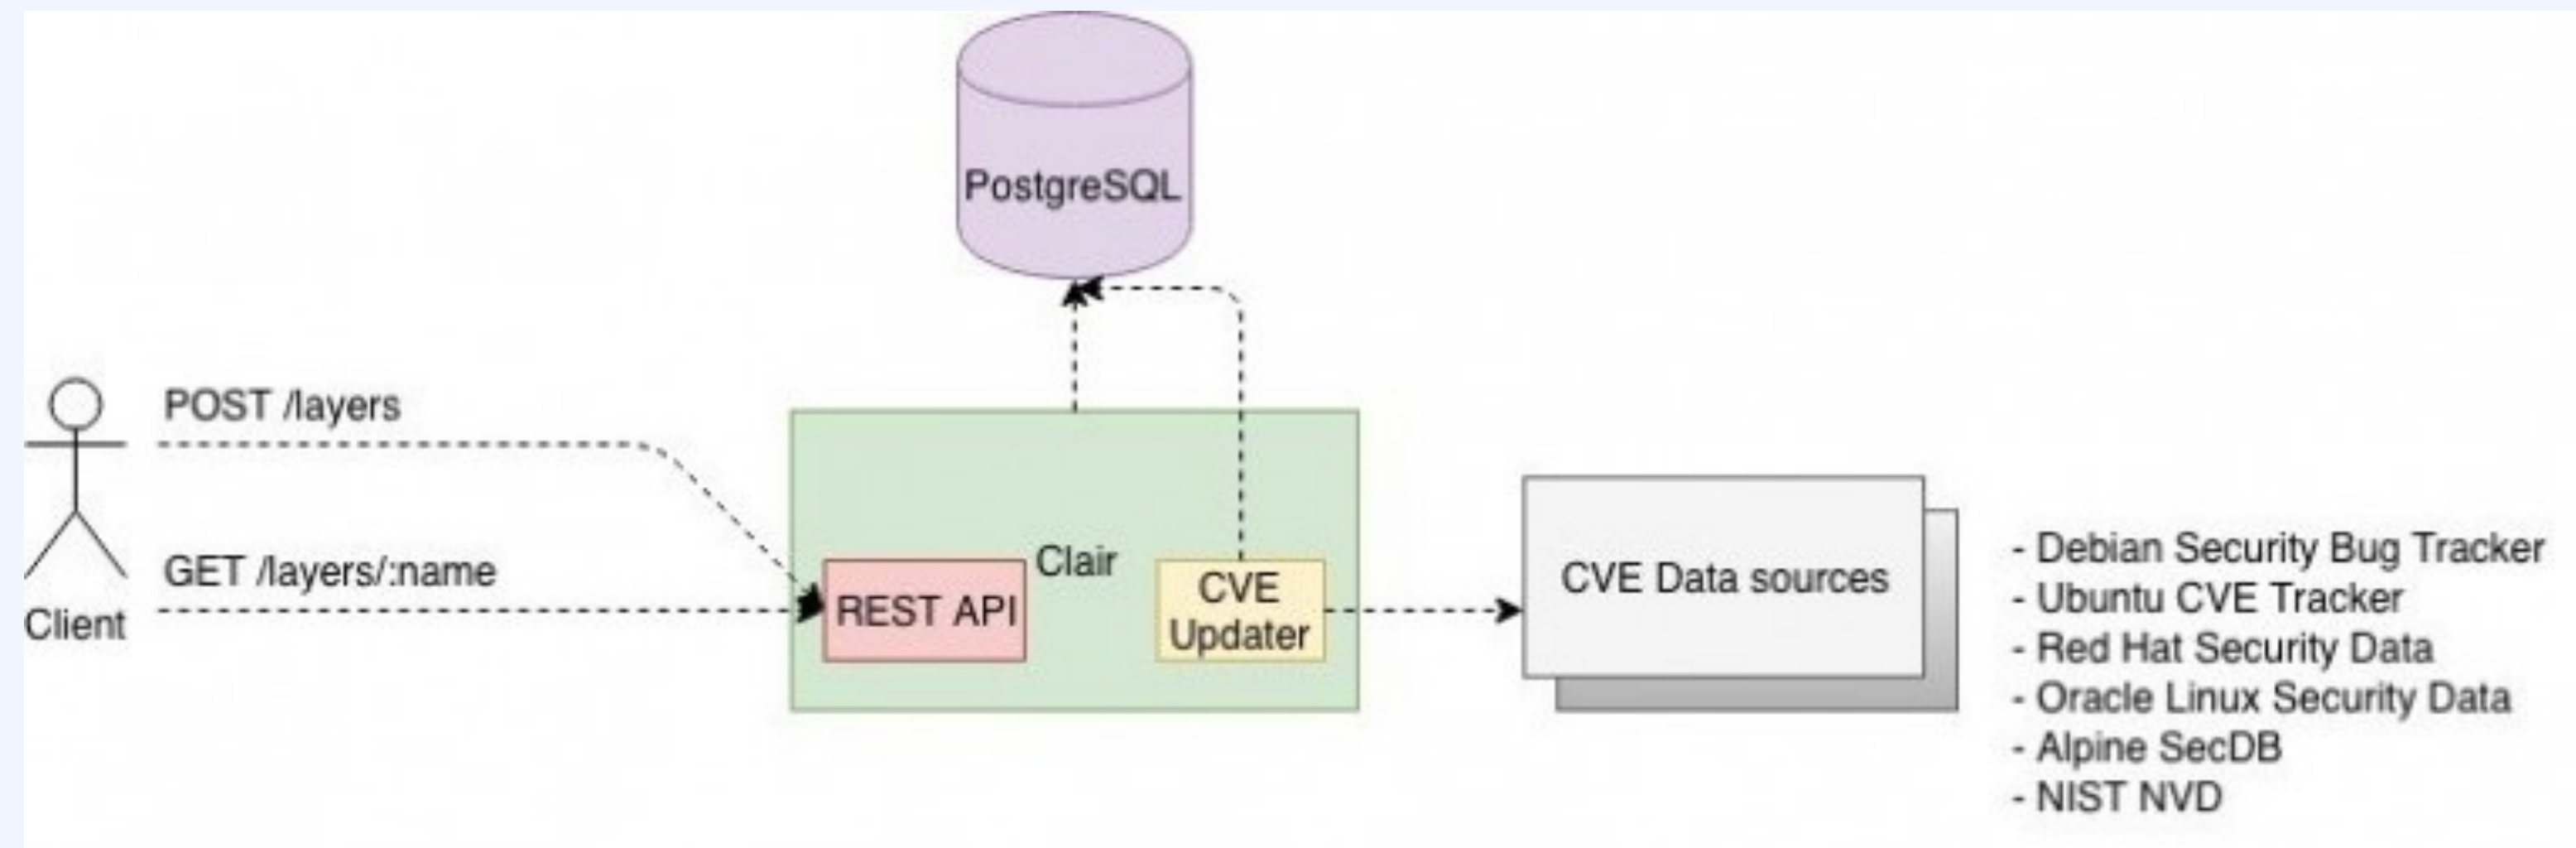 PostgreSQL
POST /layers
GET /layers/:name
Client
Clair
REST API
CVE
Updater
CVE Data sources
- Debian Security Bug Tracker
- Ubuntu CVE Tracker
- Red Hat Security Data
- Oracle Linux Security Data
- Alpine SecDB
- NIST NVD